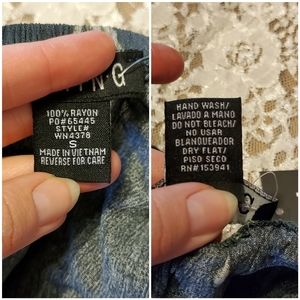 ING
100% RAYON
PO#65445
STYLE#
WN4378
S
MADE IN VIETNAM
REVERSE FOR CARE
HAND WASH/
LAVADO A MANO
DO NOT BLEACH/
NO USAR
BLANQUEADOR
DRY FLAT/
PISO SECO
RN#153941